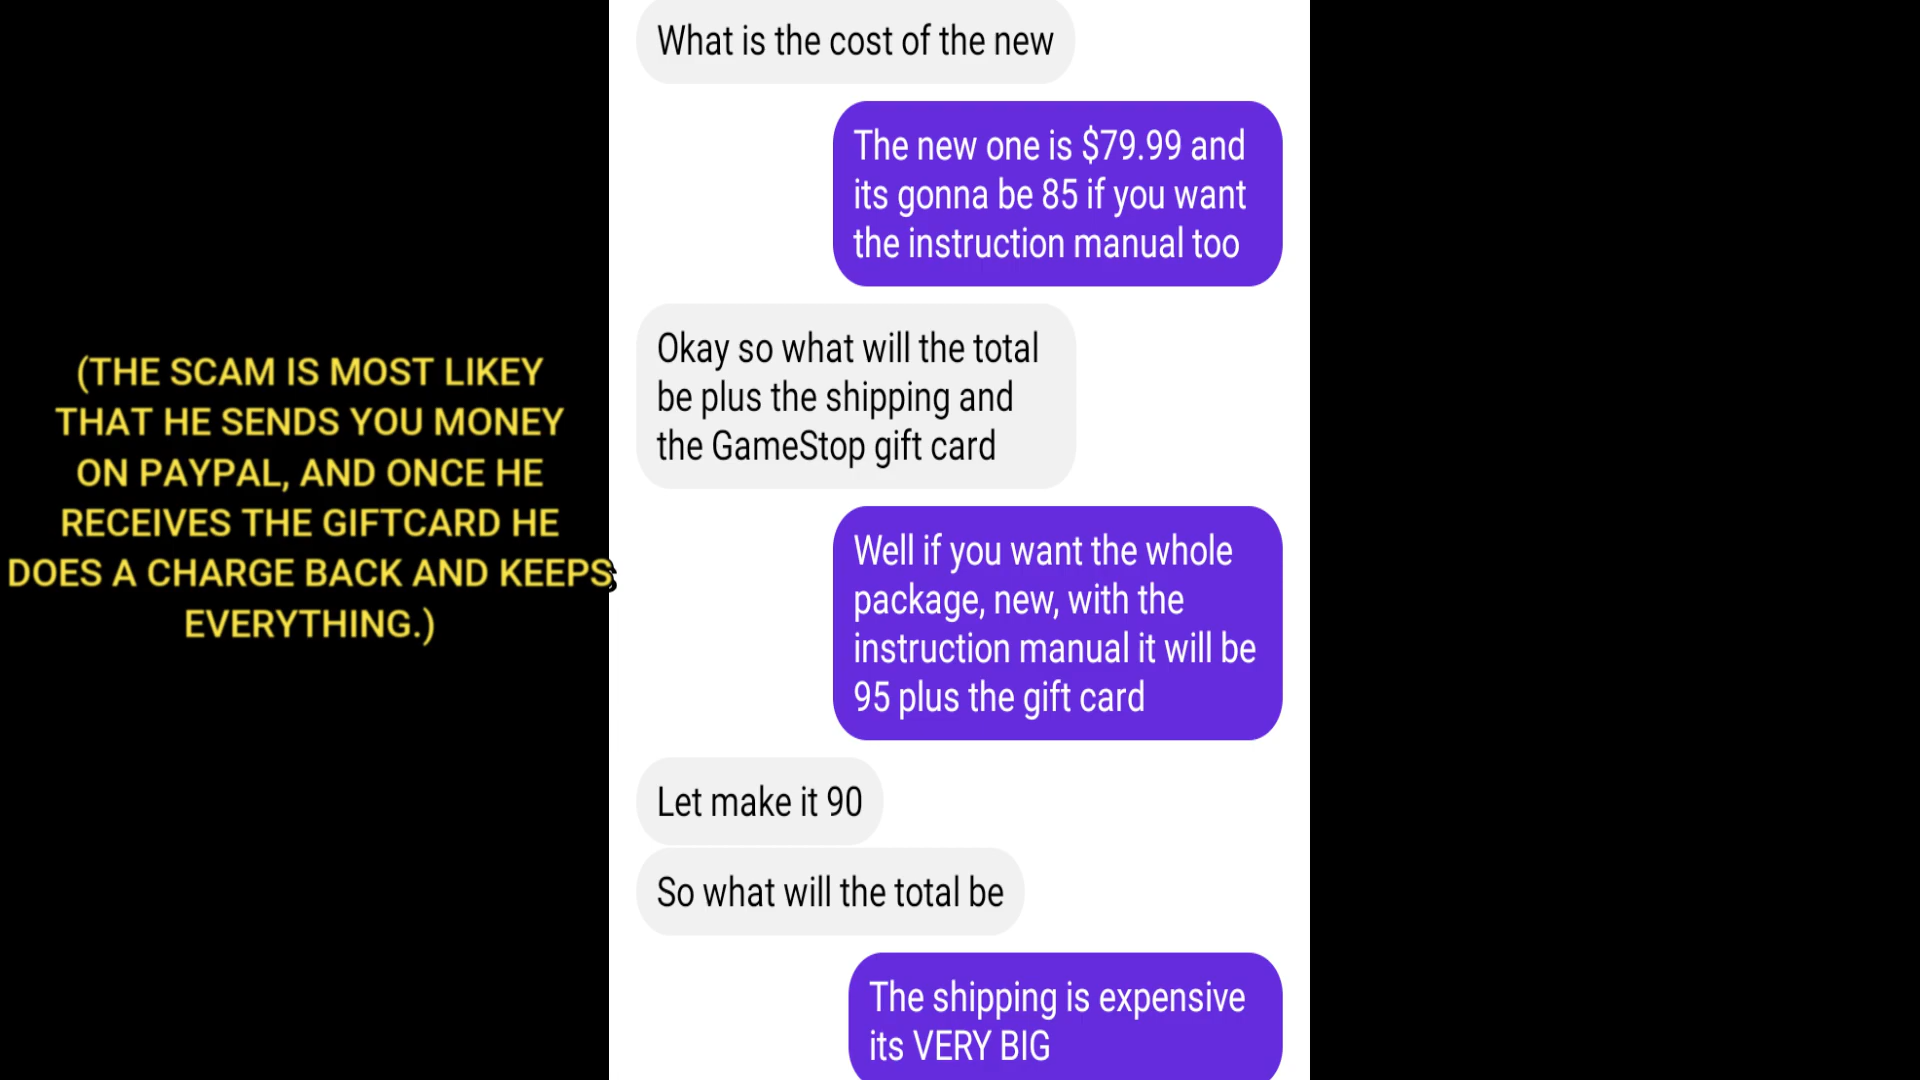 What is the cost of the new
The new one is $79.99 and
its gonna be 85 if you want
the instruction manual too
Okay so what will the total
be plus the shipping and
the GameStop gift card
(THE SCAM IS MOST LIKEY
THAT HE SENDS YOU MONEY
ON PAYPAL, AND ONCE HE
RECEIVES THE GIFTCARD HE
DOES A CHARGE BACK AND KEEPS
EVERYTHING.)
Well if you want the whole
package, new, with the
instruction manual it will be
95 plus the gift card
Let make it 90
So what will the total be
The shipping is expensive
its VERY BIG